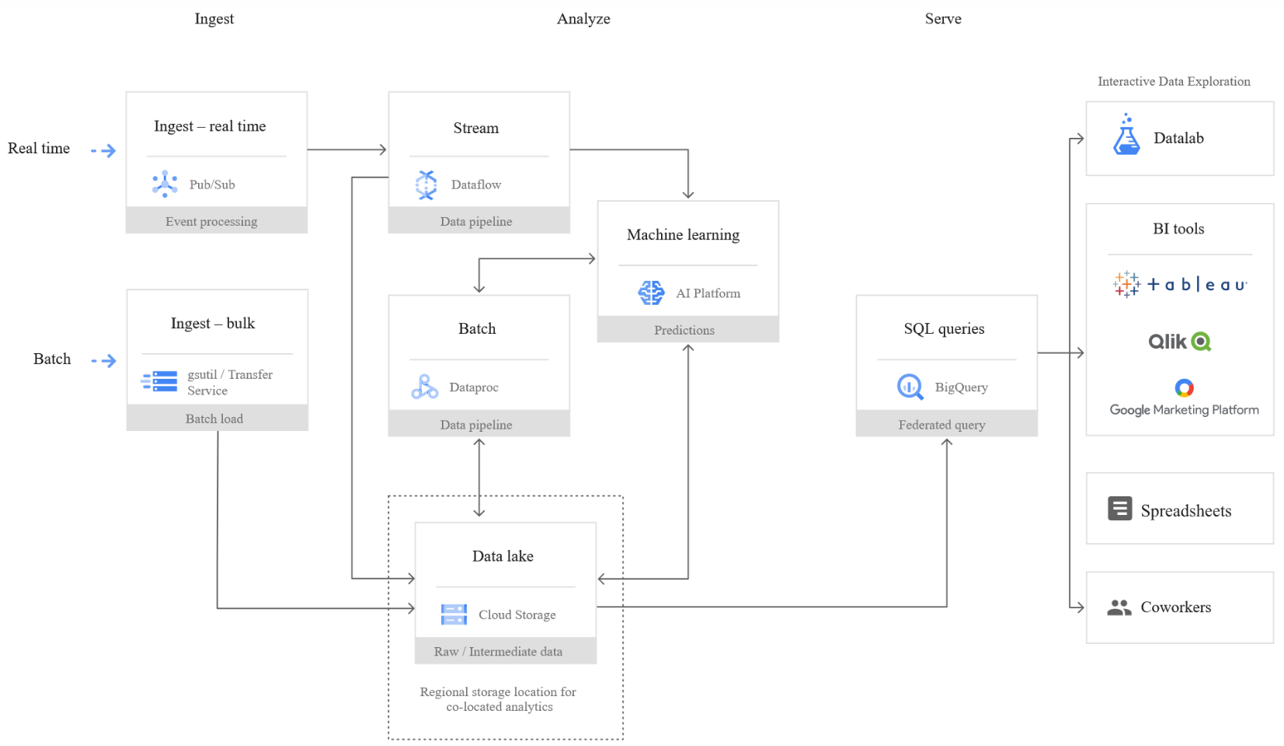 Ingest
Analyze
Serve
Interactive Data Exploration
Real time
Ingest – real time
Pub/Sub
Event processing
Stream
Dataflow
Data pipeline
Datalab
Machine learning
AI Platform
Predictions
BI tools
+ableau
Qlik
Google Marketing Platform
Batch
Ingest – bulk
gsutil / Transfer
Service
Batch load
Batch
Dataproc
Data pipeline
SQL queries
BigQuery
Federated query
Spreadsheets
Data lake
Cloud Storage
Raw / Intermediate data
Coworkers
Regional storage location for
co-located analytics